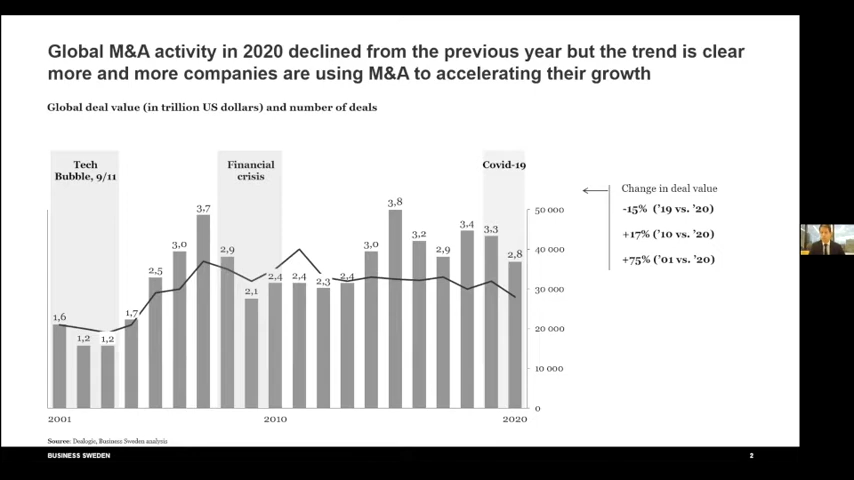 Global M&A activity in 2020 declined from the previous year but the trend is clear
more and more companies are using M&A to accelerating their growth
Global deal value (in trillion US dollars) and number of deals
Tech
Bubble, 9/11
Financial
crisis
Covid-19
Change in deal value
-15% ('19 vs. '20)
+17% ('10 vs. '20)
+75% ('01 vs. '20)
1,6
1,2
1,2
1,7
2,5
3,0
3,7
2,9
2,1
2,4
2,4
2,3
2,4
3,0
3,8
3,2
2,9
3,4
3,3
2,8
50 000
40 000
30 000
20 000
10 000
0
2001
2010
2020
Source: Dealogic, Business Sweden analysis
BUSINESS SWEDEN
2